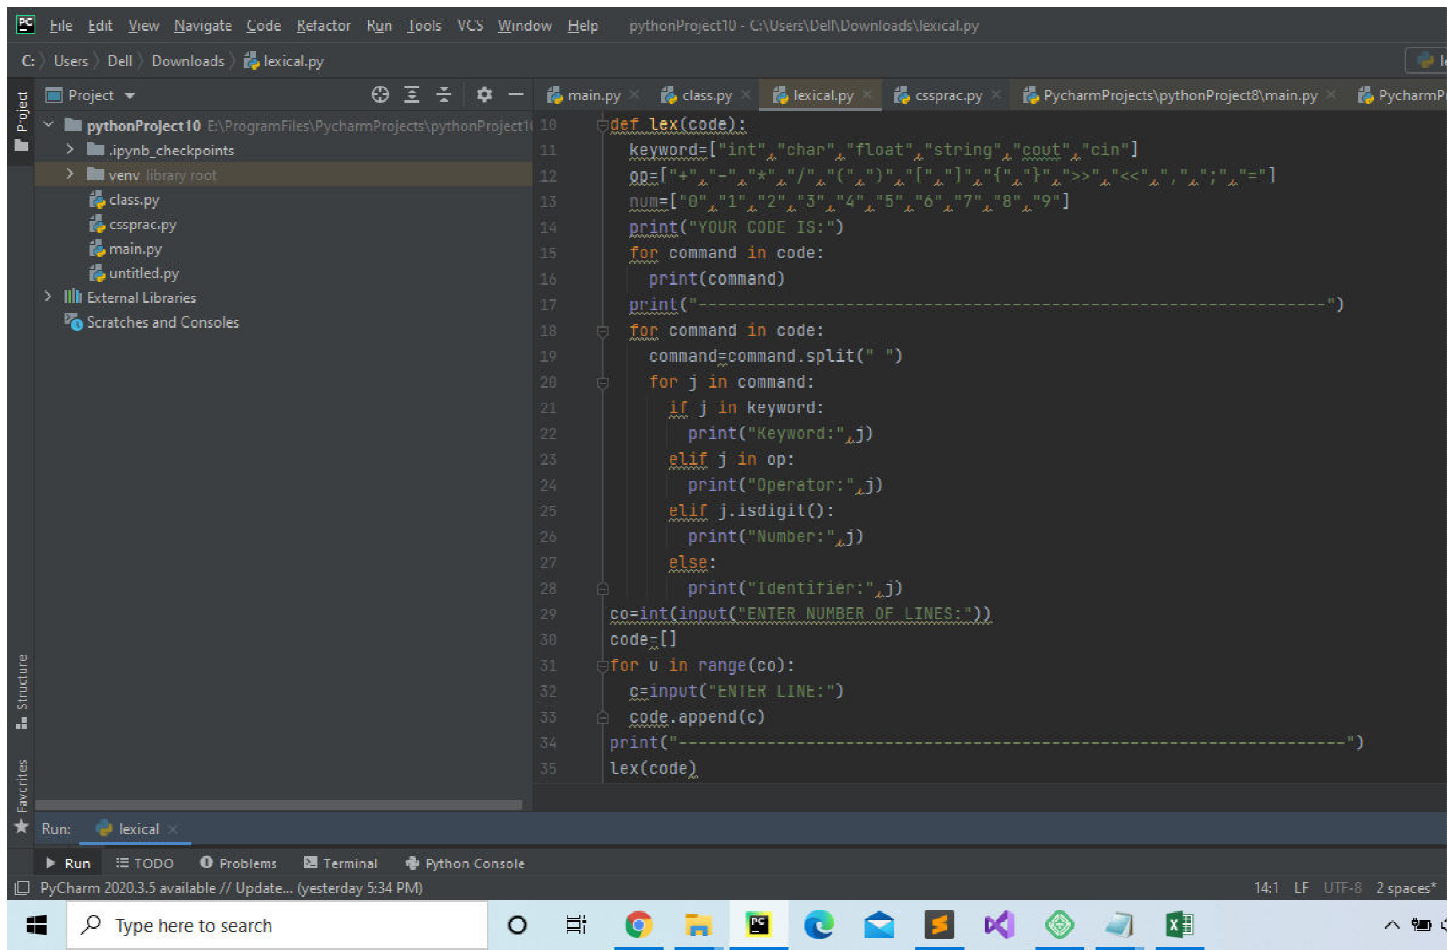 File Edit View Navigate Code Refactor Run Tools VCS Window Help pythonProject10 - C:\Users\Dell\Downloads\lexical.py
C: Users Dell Downloads lexical.py
Project
Project
main.py class.py lexical.py cssprac.py PycharmProjects\pythonProject8\main.py
pythonProject10 E:\ProgramFiles\PycharmProjects\pythonProject1
.ipynb_checkpoints
venv library root
class.py
cssprac.py
main.py
untitled.py
External Libraries
Scratches and Consoles
10 def lex(code):
11 keyword=["int","char","float","string","cout","cin"]
12 op=["+","-","*","/","(",")","[","]","{","}",">>","<<",",",";","="]
13 num=["0","1","2","3","4","5","6","7","8","9"]
14 print("YOUR CODE IS:")
15 for command in code:
16 print(command)
17 print("----------------------------------------------------------------")
18 for command in code:
19 command=command.split(" ")
20 for j in command:
21 if j in keyword:
22 print("Keyword:",j)
23 elif j in op:
24 print("Operator:",j)
25 elif j.isdigit():
26 print("Number:",j)
27 else:
28 print("Identifier:",j)
29 co=int(input("ENTER NUMBER OF LINES:"))
30 code=[]
31 for u in range(co):
32 c=input("ENTER LINE:")
33 code.append(c)
34 print("--------------------------------------------------------------------")
35 lex(code)
Structure
Favorites
Run: lexical
Run TODO Problems Terminal Python Console
PyCharm 2020.3.5 available // Update... (yesterday 5:34 PM) 14:1 LF UTF-8 2 spaces*
Type here to search